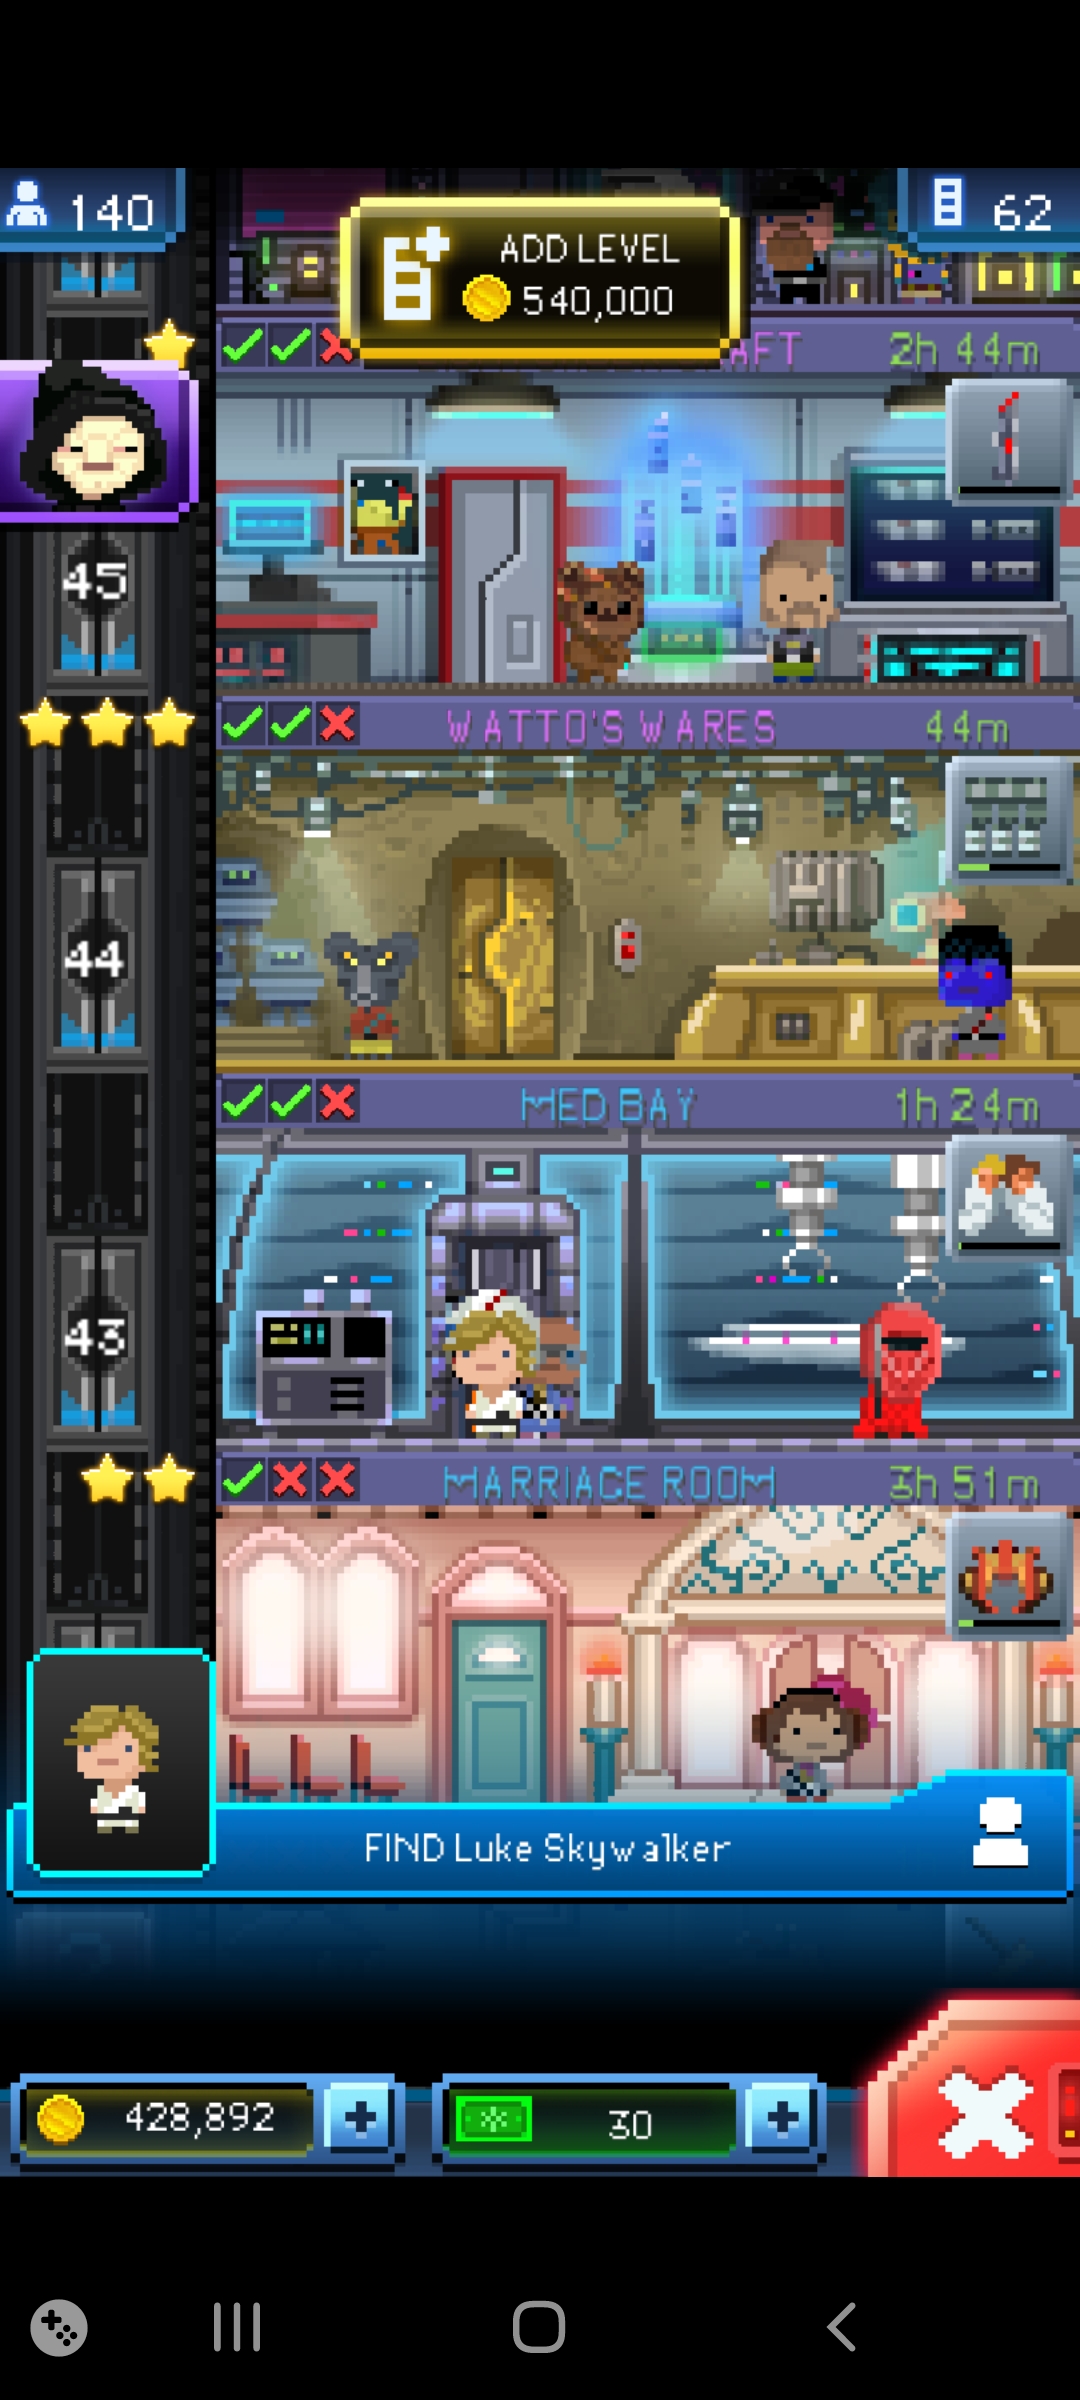 140
ADD LEVEL
540,000
62
AFT
2h 44m
45
WATTO'S WARES
44m
44
MED BAY
1h 24m
43
MARRIAGE ROOM
3h 51m
FIND Luke Skywalker
428,892
30